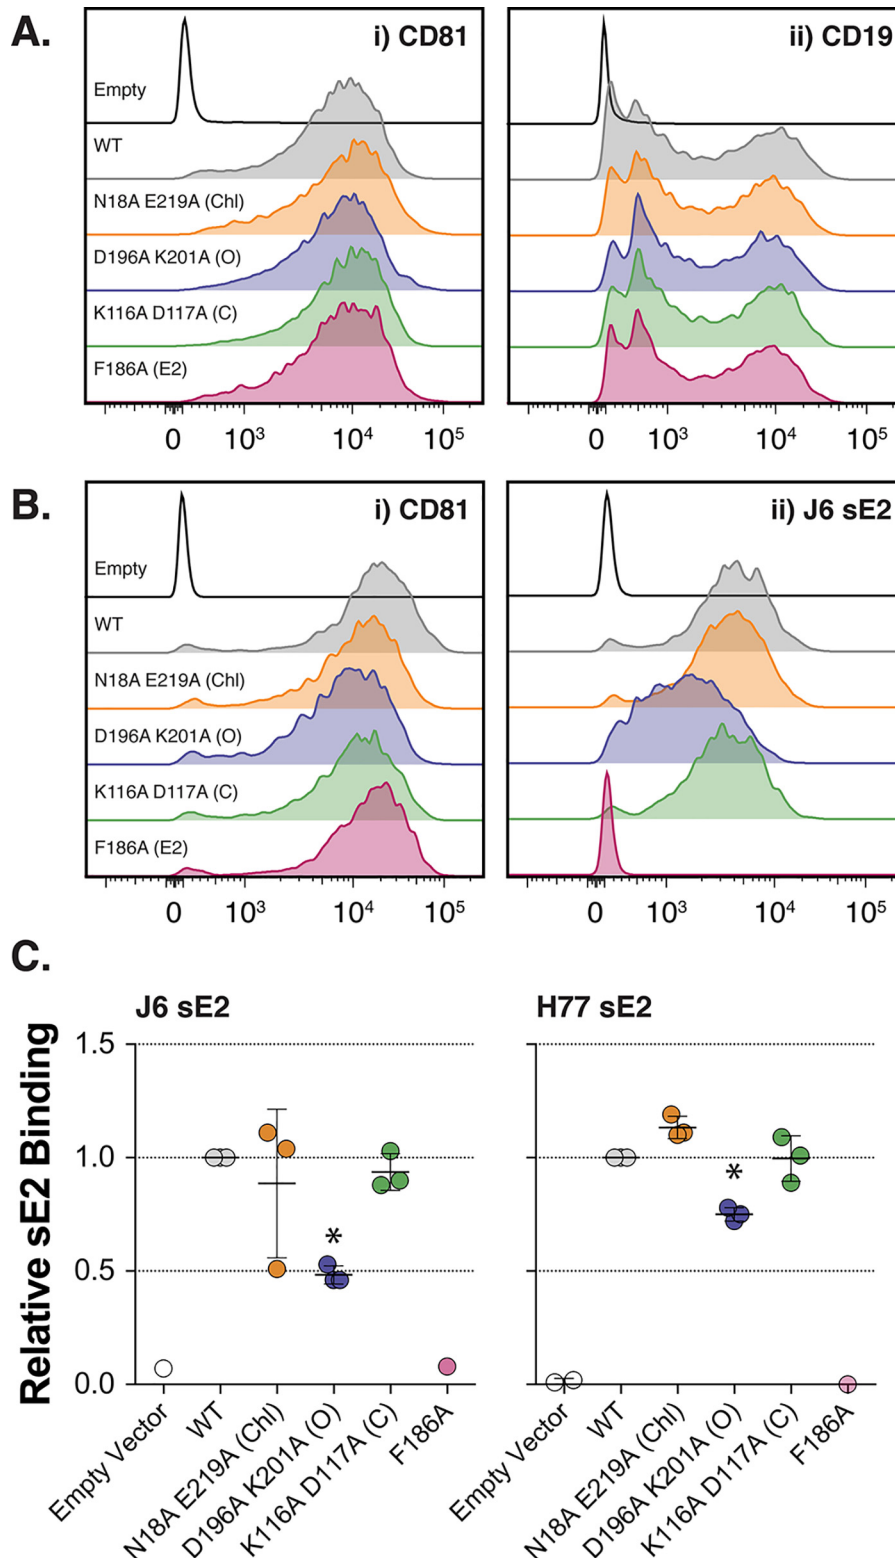 A.
i) CD81
ii) CD19
Empty
WT
N18A E219A (Chl)
D196A K201A (O)
K116A D117A (C)
F186A (E2)
0 10³ 10⁴ 10⁵
0 10³ 10⁴ 10⁵
B.
i) CD81
ii) J6 sE2
Empty
WT
N18A E219A (Chl)
D196A K201A (O)
K116A D117A (C)
F186A (E2)
0 10³ 10⁴ 10⁵
0 10³ 10⁴ 10⁵
C.
J6 sE2
H77 sE2
Relative sE2 Binding
1.5
1.0
0.5
0.0
*
*
Empty Vector
WT
N18A E219A (Chl)
D196A K201A (O)
K116A D117A (C)
F186A
Empty Vector
WT
N18A E219A (Chl)
D196A K201A (O)
K116A D117A (C)
F186A